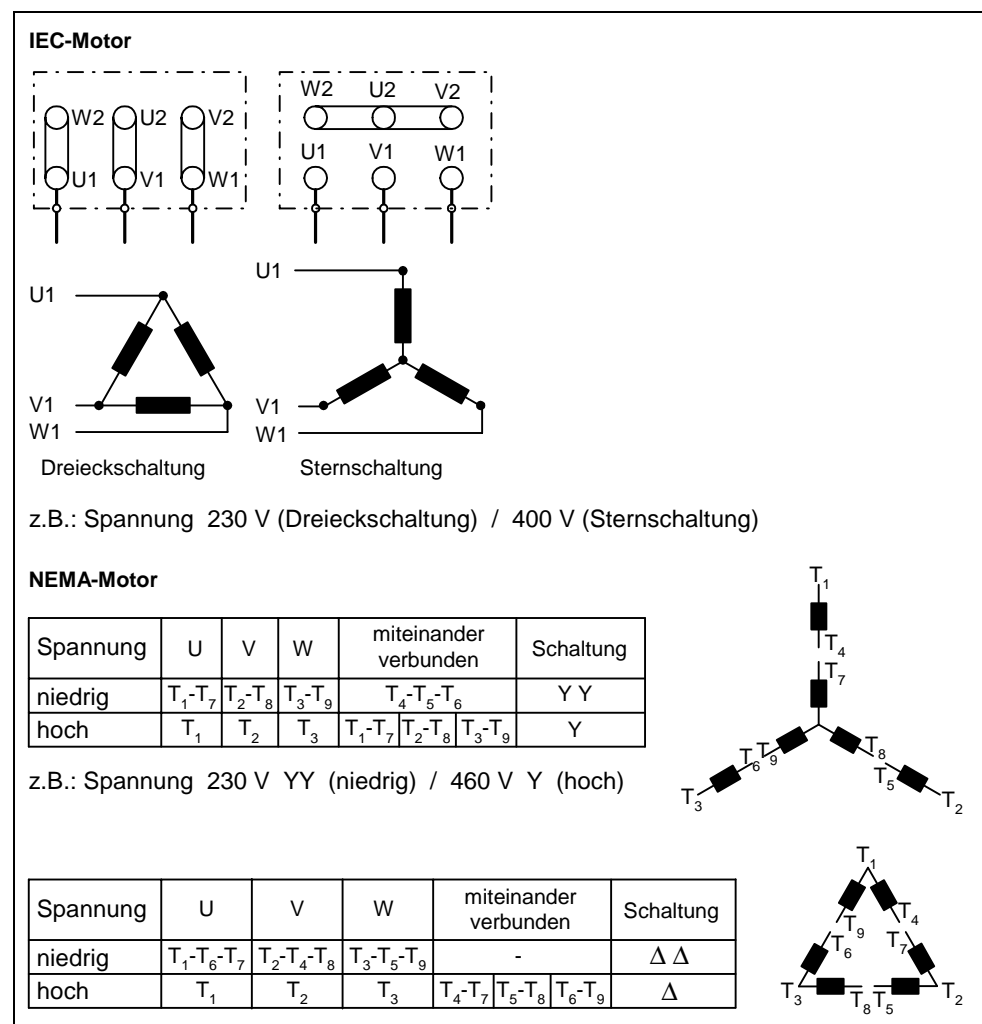 IEC-Motor
W2 U2 V2
U1 V1 W1
W2 U2 V2
U1 V1 W1
U1
V1
W1
Dreieckschaltung
U1
V1
W1
Sternschaltung
z.B.: Spannung 230 V (Dreieckschaltung) / 400 V (Sternschaltung)
NEMA-Motor
Spannung U V W miteinander verbunden Schaltung
niedrig T1-T7 T2-T8 T3-T9 T4-T5-T6 Y Y
hoch T1 T2 T3 T1-T7 T2-T8 T3-T9 Y
z.B.: Spannung 230 V YY (niedrig) / 460 V Y (hoch)
T1
T4
T7
T6 T9 T8
T5
T3 T2
Spannung U V W miteinander verbunden Schaltung
niedrig T1-T6-T7 T2-T4-T8 T3-T5-T9 - Δ Δ
hoch T1 T2 T3 T4-T7 T5-T8 T6-T9 Δ
T1
T9 T4
T6 T7
T3 T8 T5 T2